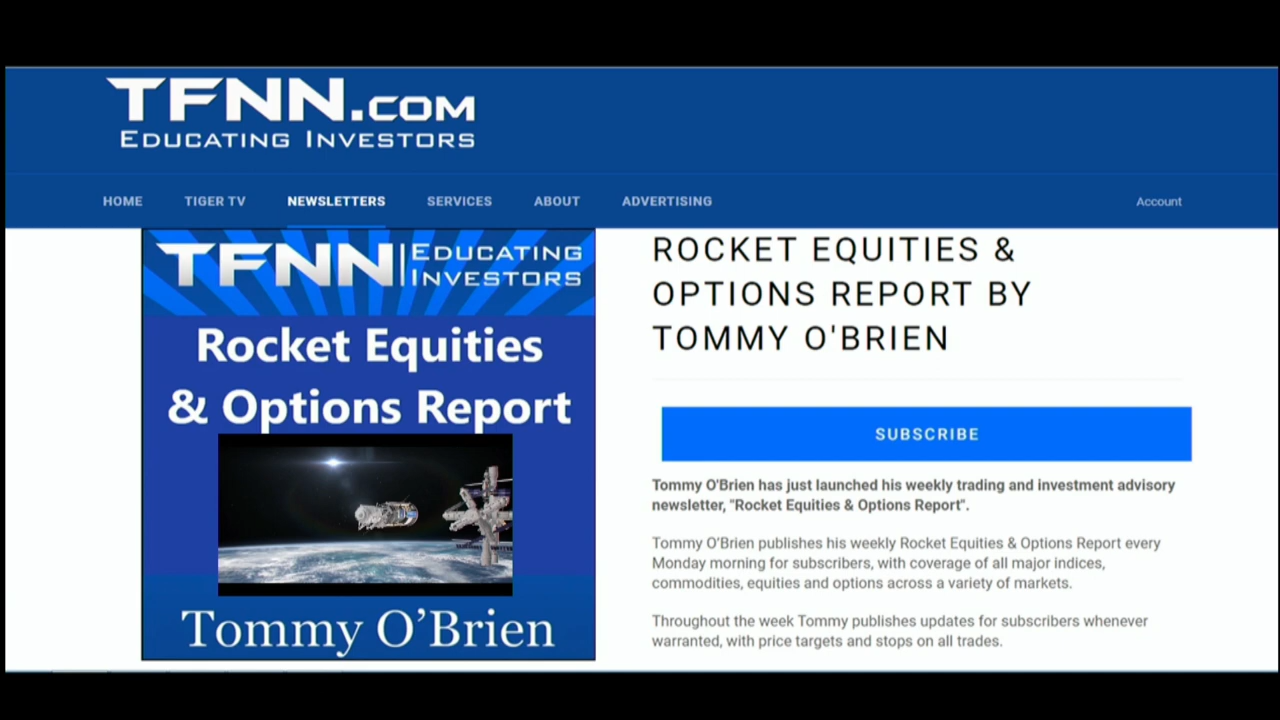 TFNN.COM
EDUCATING INVESTORS
HOME TIGER TV NEWSLETTERS SERVICES ABOUT ADVERTISING Account
TFNN | EDUCATING
INVESTORS
Rocket Equities
& Options Report
Tommy O’Brien
ROCKET EQUITIES &
OPTIONS REPORT BY
TOMMY O'BRIEN
SUBSCRIBE
Tommy O'Brien has just launched his weekly trading and investment advisory
newsletter, "Rocket Equities & Options Report".
Tommy O’Brien publishes his weekly Rocket Equities & Options Report every
Monday morning for subscribers, with coverage of all major indices,
commodities, equities and options across a variety of markets.
Throughout the week Tommy publishes updates for subscribers whenever
warranted, with price targets and stops on all trades.